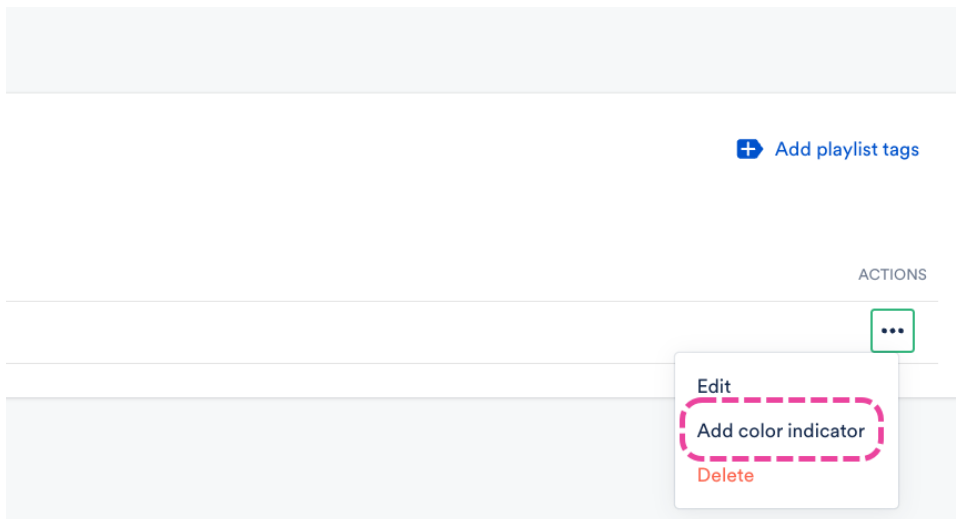 Add playlist tags
ACTIONS
Edit
Add color indicator
Delete